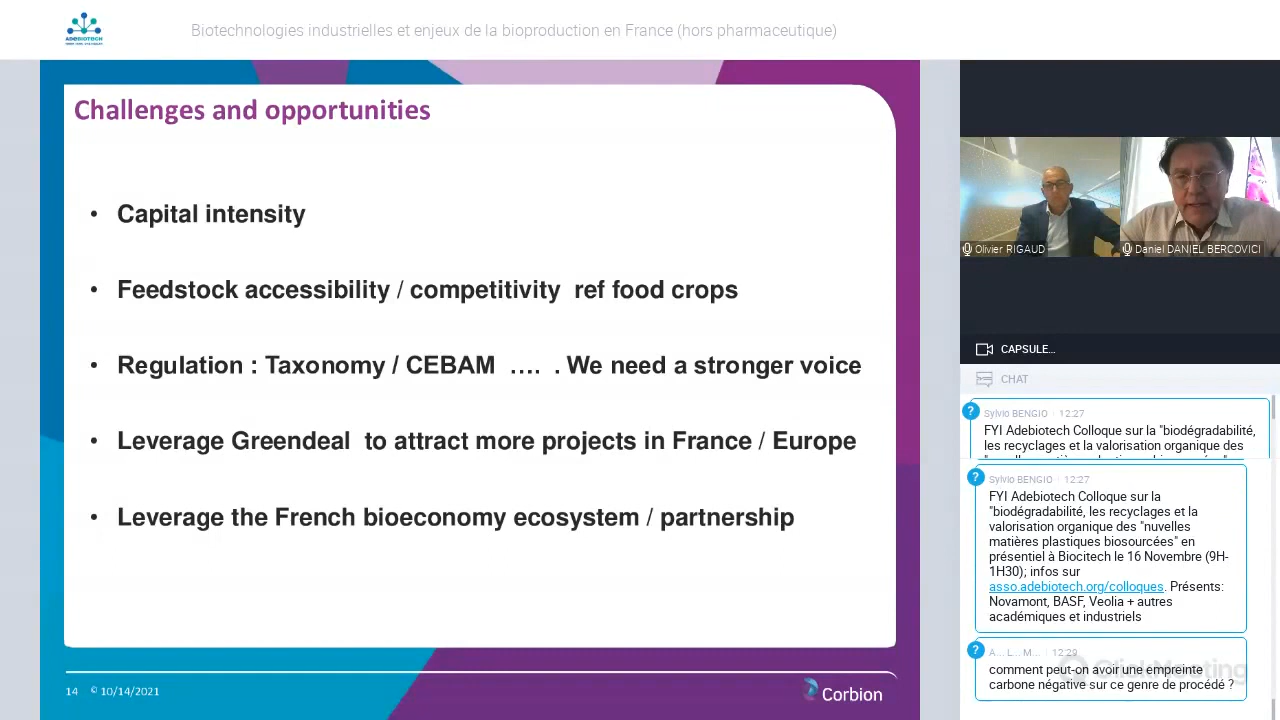 ADEBIOTECH
Biotechnologies industrielles et enjeux de la bioproduction en France (hors pharmaceutique)
Challenges and opportunities
• Capital intensity
• Feedstock accessibility / competitivity ref food crops
• Regulation : Taxonomy / CEBAM …. . We need a stronger voice
• Leverage Greendeal to attract more projects in France / Europe
• Leverage the French bioeconomy ecosystem / partnership
14 © 10/14/2021
Corbion
Olivier RIGAUD
Daniel DANIEL BERCOVICI
CAPSULE...
CHAT
? Sylvio BENGIO · 12:27
FYI Adebiotech Colloque sur la "biodégradabilité,
les recyclages et la valorisation organique des
? Sylvio BENGIO · 12:27
FYI Adebiotech Colloque sur la
"biodégradabilité, les recyclages et la
valorisation organique des "nuvelles
matières plastiques biosourcées" en
présentiel à Biocitech le 16 Novembre (9H-
1H30); infos sur
asso.adebiotech.org/colloques. Présents:
Novamont, BASF, Veolia + autres
académiques et industriels
? A... L... M... · 12:29
comment peut-on avoir une empreinte
carbone négative sur ce genre de procédé ?
ClickMeeting